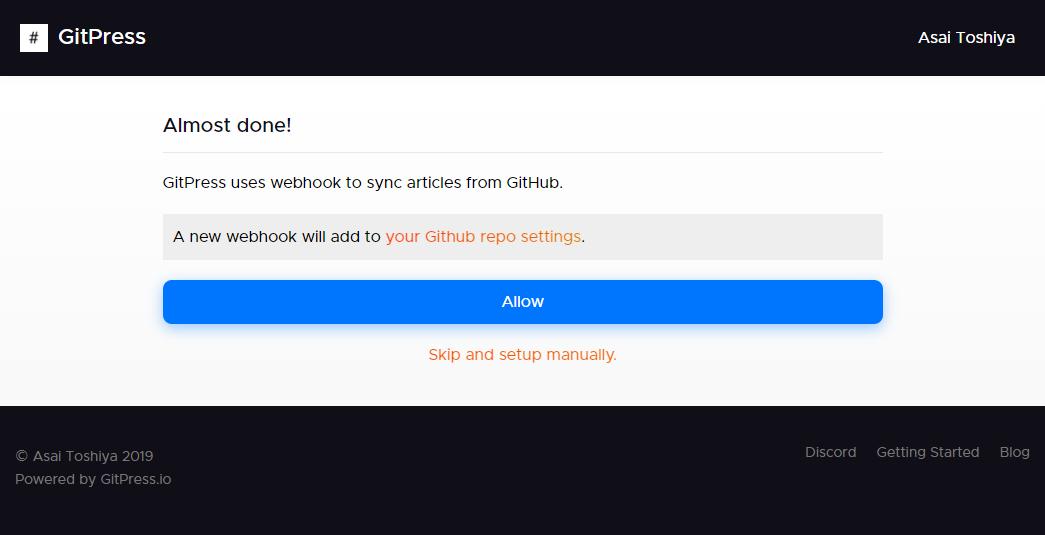 # GitPress
Asai Toshiya
Almost done!
GitPress uses webhook to sync articles from GitHub.
A new webhook will add to your Github repo settings.
Allow
Skip and setup manually.
© Asai Toshiya 2019
Powered by GitPress.io
Discord Getting Started Blog